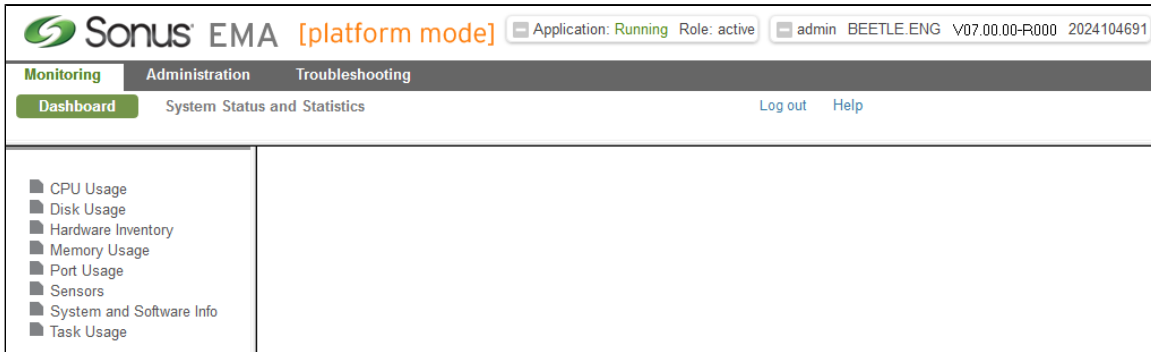 Sonus EMA [platform mode] Application: Running Role: active admin BEETLE.ENG V07.00.00-R000 2024104691
Monitoring Administration Troubleshooting
Dashboard System Status and Statistics Log out Help
CPU Usage
Disk Usage
Hardware Inventory
Memory Usage
Port Usage
Sensors
System and Software Info
Task Usage